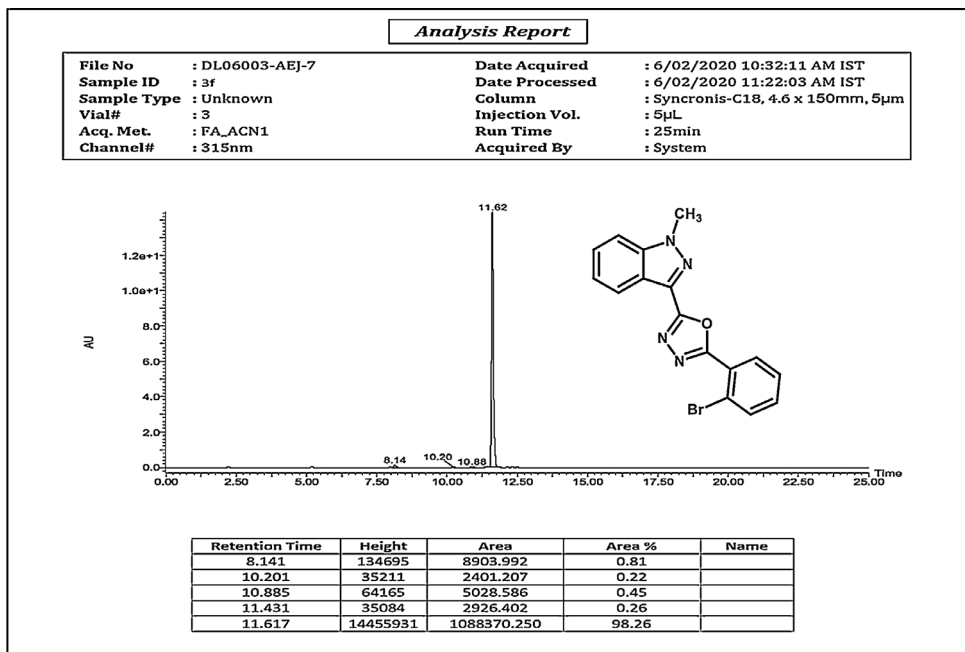 Analysis Report
File No : DL06003-AEJ-7 Date Acquired : 6/02/2020 10:32:11 AM IST
Sample ID : 3f Date Processed : 6/02/2020 11:22:03 AM IST
Sample Type : Unknown Column : Syncronis-C18, 4.6 x 150mm, 5µm
Vial# : 3 Injection Vol. : 5µL
Acq. Met. : FA_ACN1 Run Time : 25min
Channel# : 315nm Acquired By : System
11.62
CH3
N
N
O
N
N
Br
AU
1.2e+1
1.0e+1
8.0
6.0
4.0
2.0
0.0
8.14 10.20 10.88
Time
0.00 2.50 5.00 7.50 10.00 12.50 15.00 17.50 20.00 22.50 25.00
Retention Time Height Area Area % Name
8.141 134695 8903.992 0.81
10.201 35211 2401.207 0.22
10.885 64165 5028.586 0.45
11.431 35084 2926.402 0.26
11.617 14455931 1088370.250 98.26